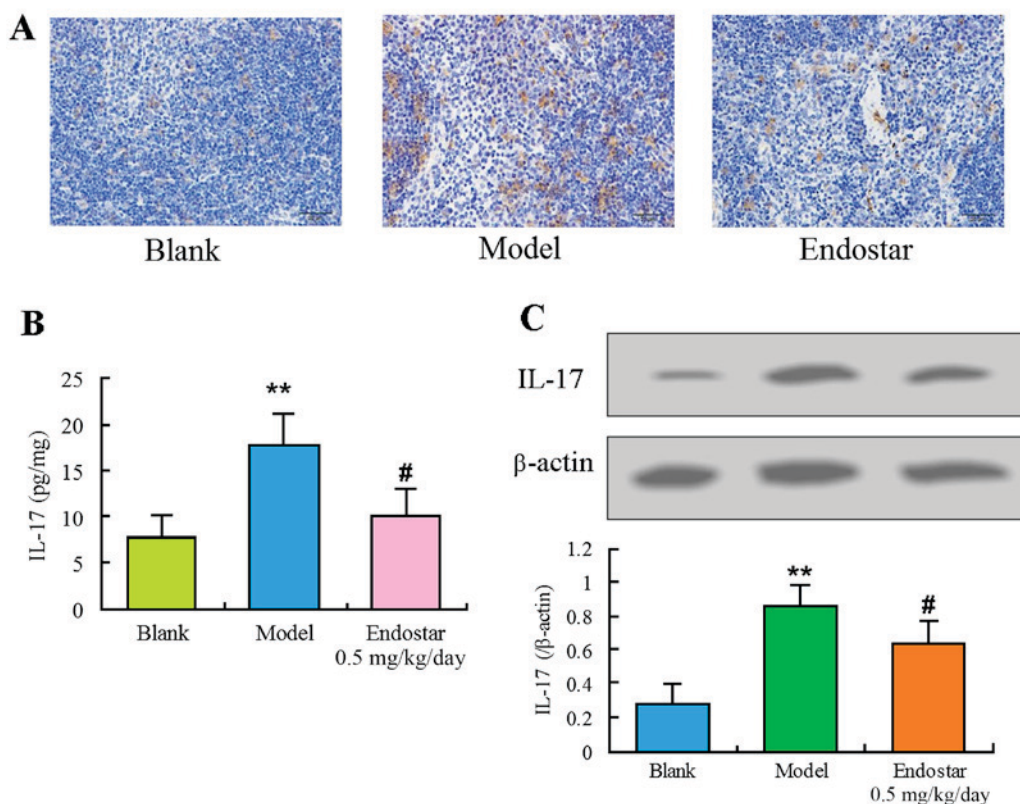 A
Blank
Model
Endostar
B
25
20
15
10
5
0
IL-17 (pg/mg)
**
#
Blank
Model
Endostar
0.5 mg/kg/day
C
IL-17
β-actin
1.2
1
0.8
0.6
0.4
0.2
0
IL-17 (/β-actin)
**
#
Blank
Model
Endostar
0.5 mg/kg/day